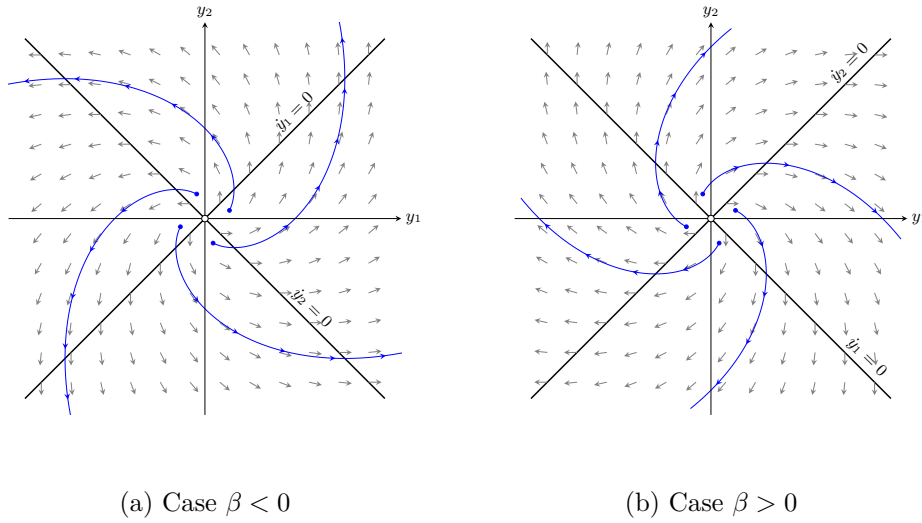 y₂
y₁
ẏ₁ = 0
ẏ₂ = 0
(a) Case β < 0
y₂
y
ẏ₂ = 0
ẏ₁ = 0
(b) Case β > 0